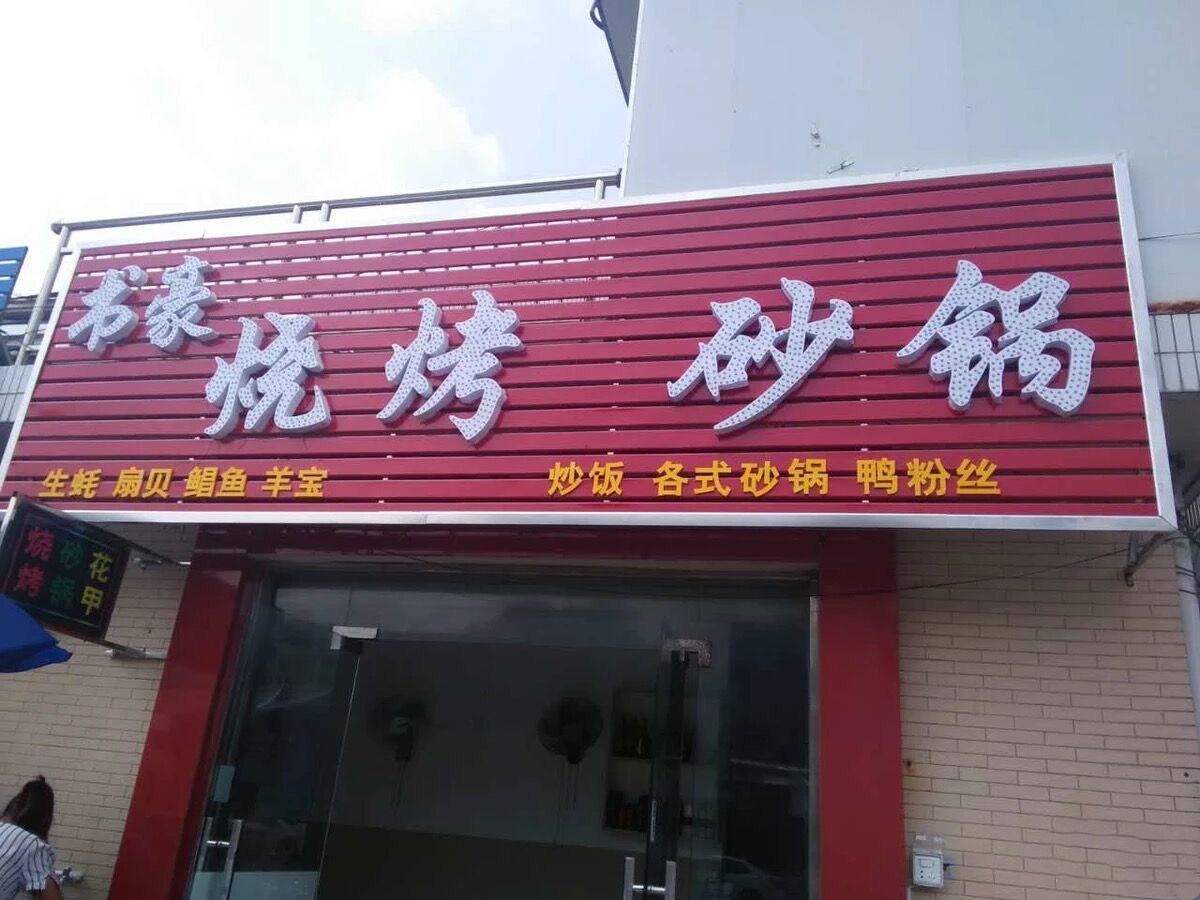 书豪
烧烤 砂锅
生蚝 扇贝 鲳鱼 羊宝
炒饭 各式砂锅 鸭粉丝
烧烤
砂锅
花甲